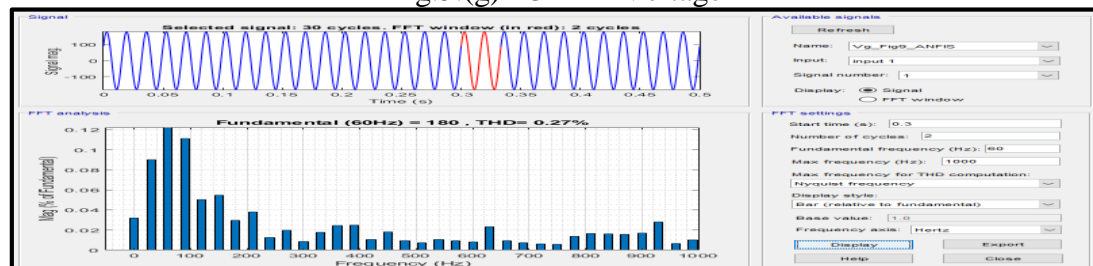 Signal
Selected signal: 30 cycles. FFT window (in red): 2 cycles
Signal mag.
100
0
-100
0 0.05 0.1 0.15 0.2 0.25 0.3 0.35 0.4 0.45 0.5
Time (s)
FFT analysis
Fundamental (60Hz) = 180 , THD= 0.27%
Mag (% of Fundamental)
0.12
0.1
0.08
0.06
0.04
0.02
0
0 100 200 300 400 500 600 700 800 900 1000
Frequency (Hz)
Available signals
Refresh
Name: Vg_Fig9_ANFIS
Input: input 1
Signal number: 1
Display: Signal
FFT window
FFT settings
Start time (s): 0.3
Number of cycles: 2
Fundamental frequency (Hz): 60
Max frequency (Hz): 1000
Max frequency for THD computation:
Nyquist frequency
Display style:
Bar (relative to fundamental)
Base value: 1.0
Frequency axis: Hertz
Display Export
Help Close